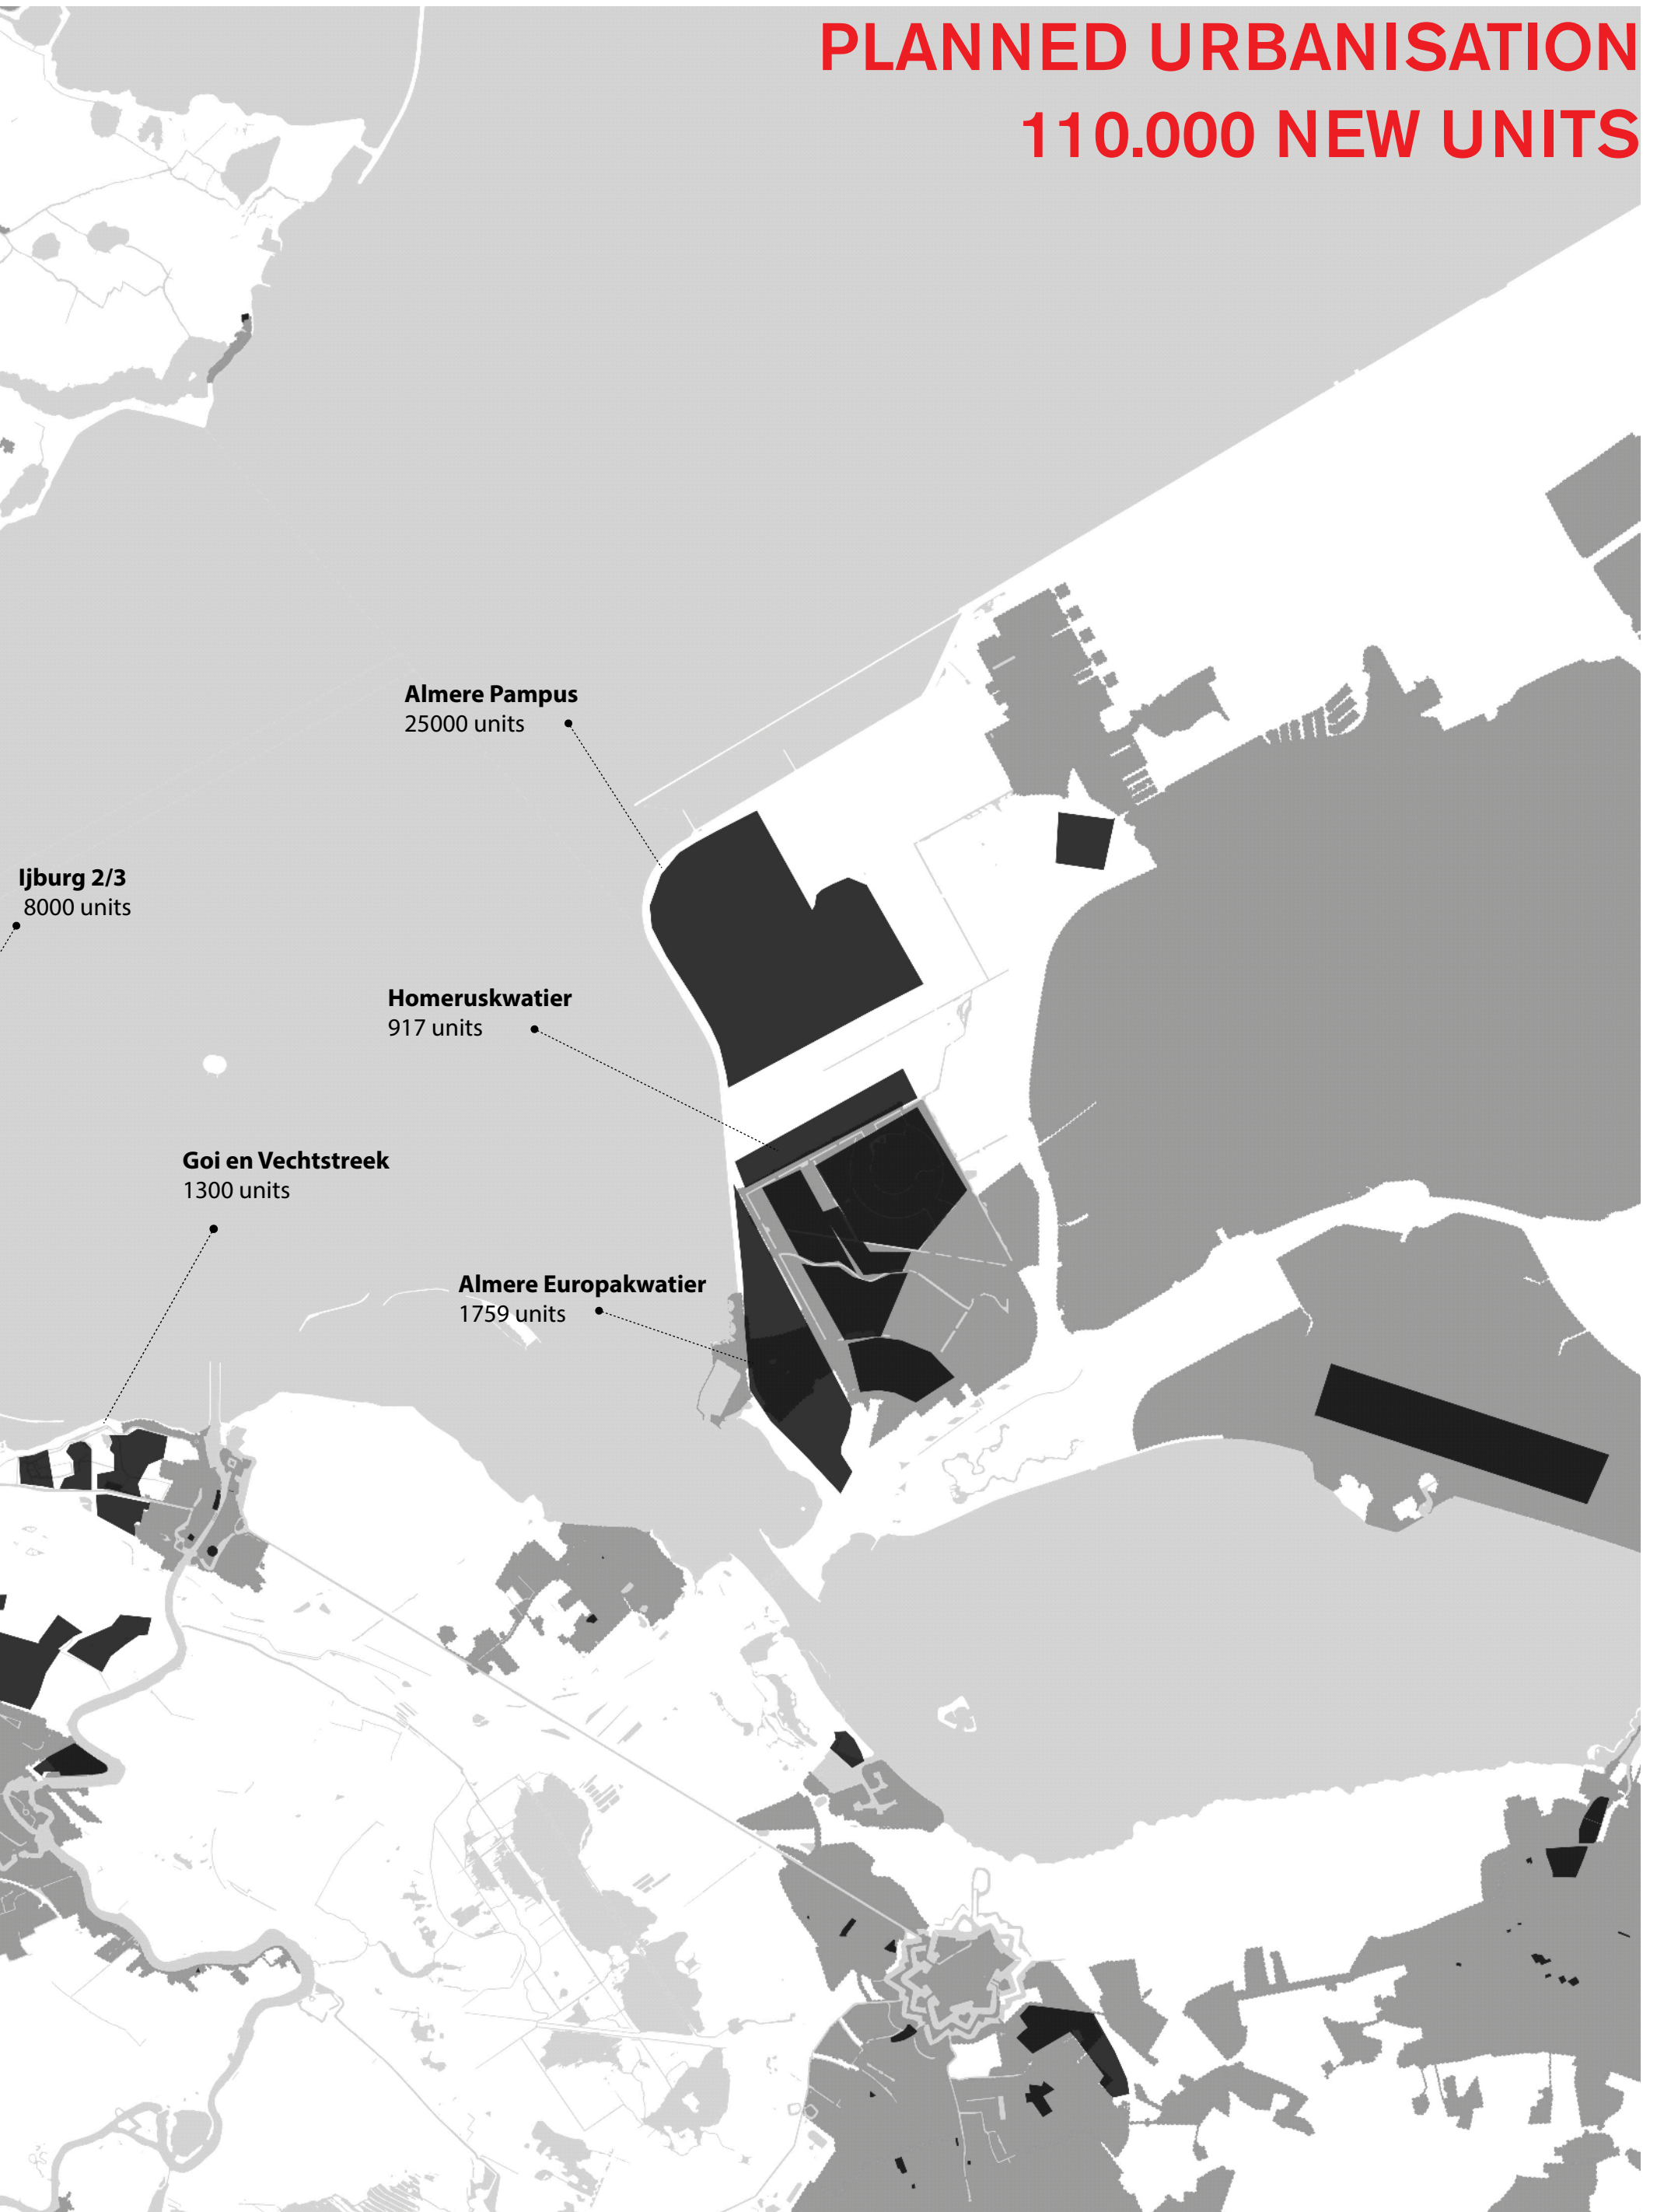 PLANNED URBANISATION
110.000 NEW UNITS
Almere Pampus
25000 units
Ijburg 2/3
8000 units
Homeruskwatier
917 units
Goi en Vechtstreek
1300 units
Almere Europakwatier
1759 units